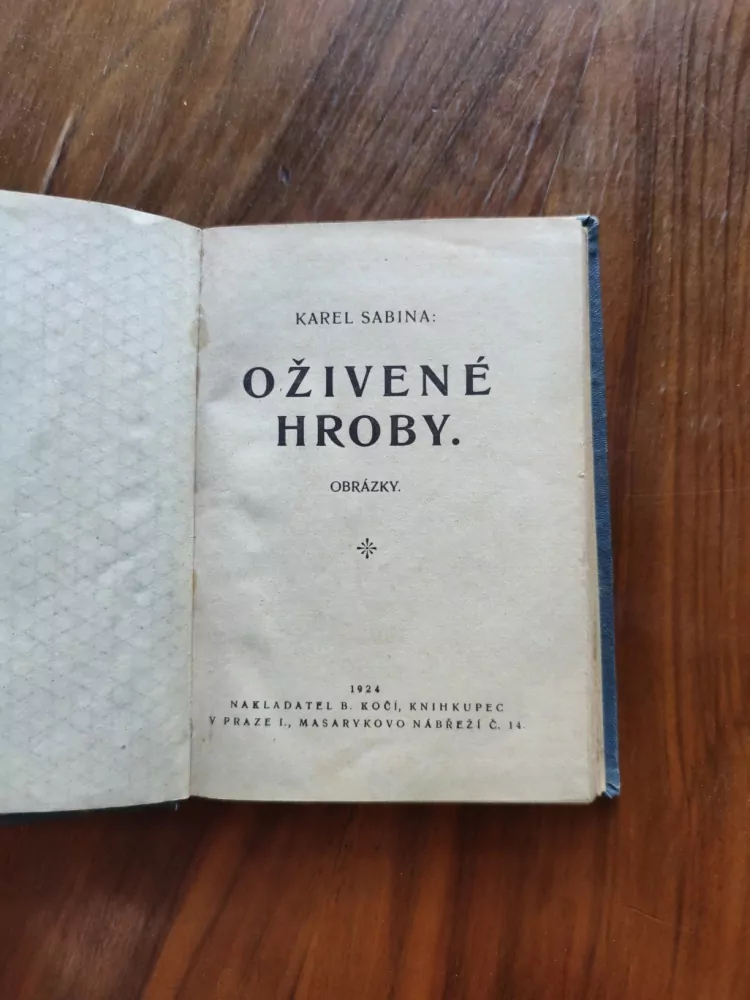 KAREL SABINA:
OŽIVENÉ
HROBY.
OBRÁZKY.
1924
NAKLADATEL B. KOČÍ, KNIHKUPEC
V PRAZE I., MASARYKOVO NÁBŘEŽÍ Č. 14.